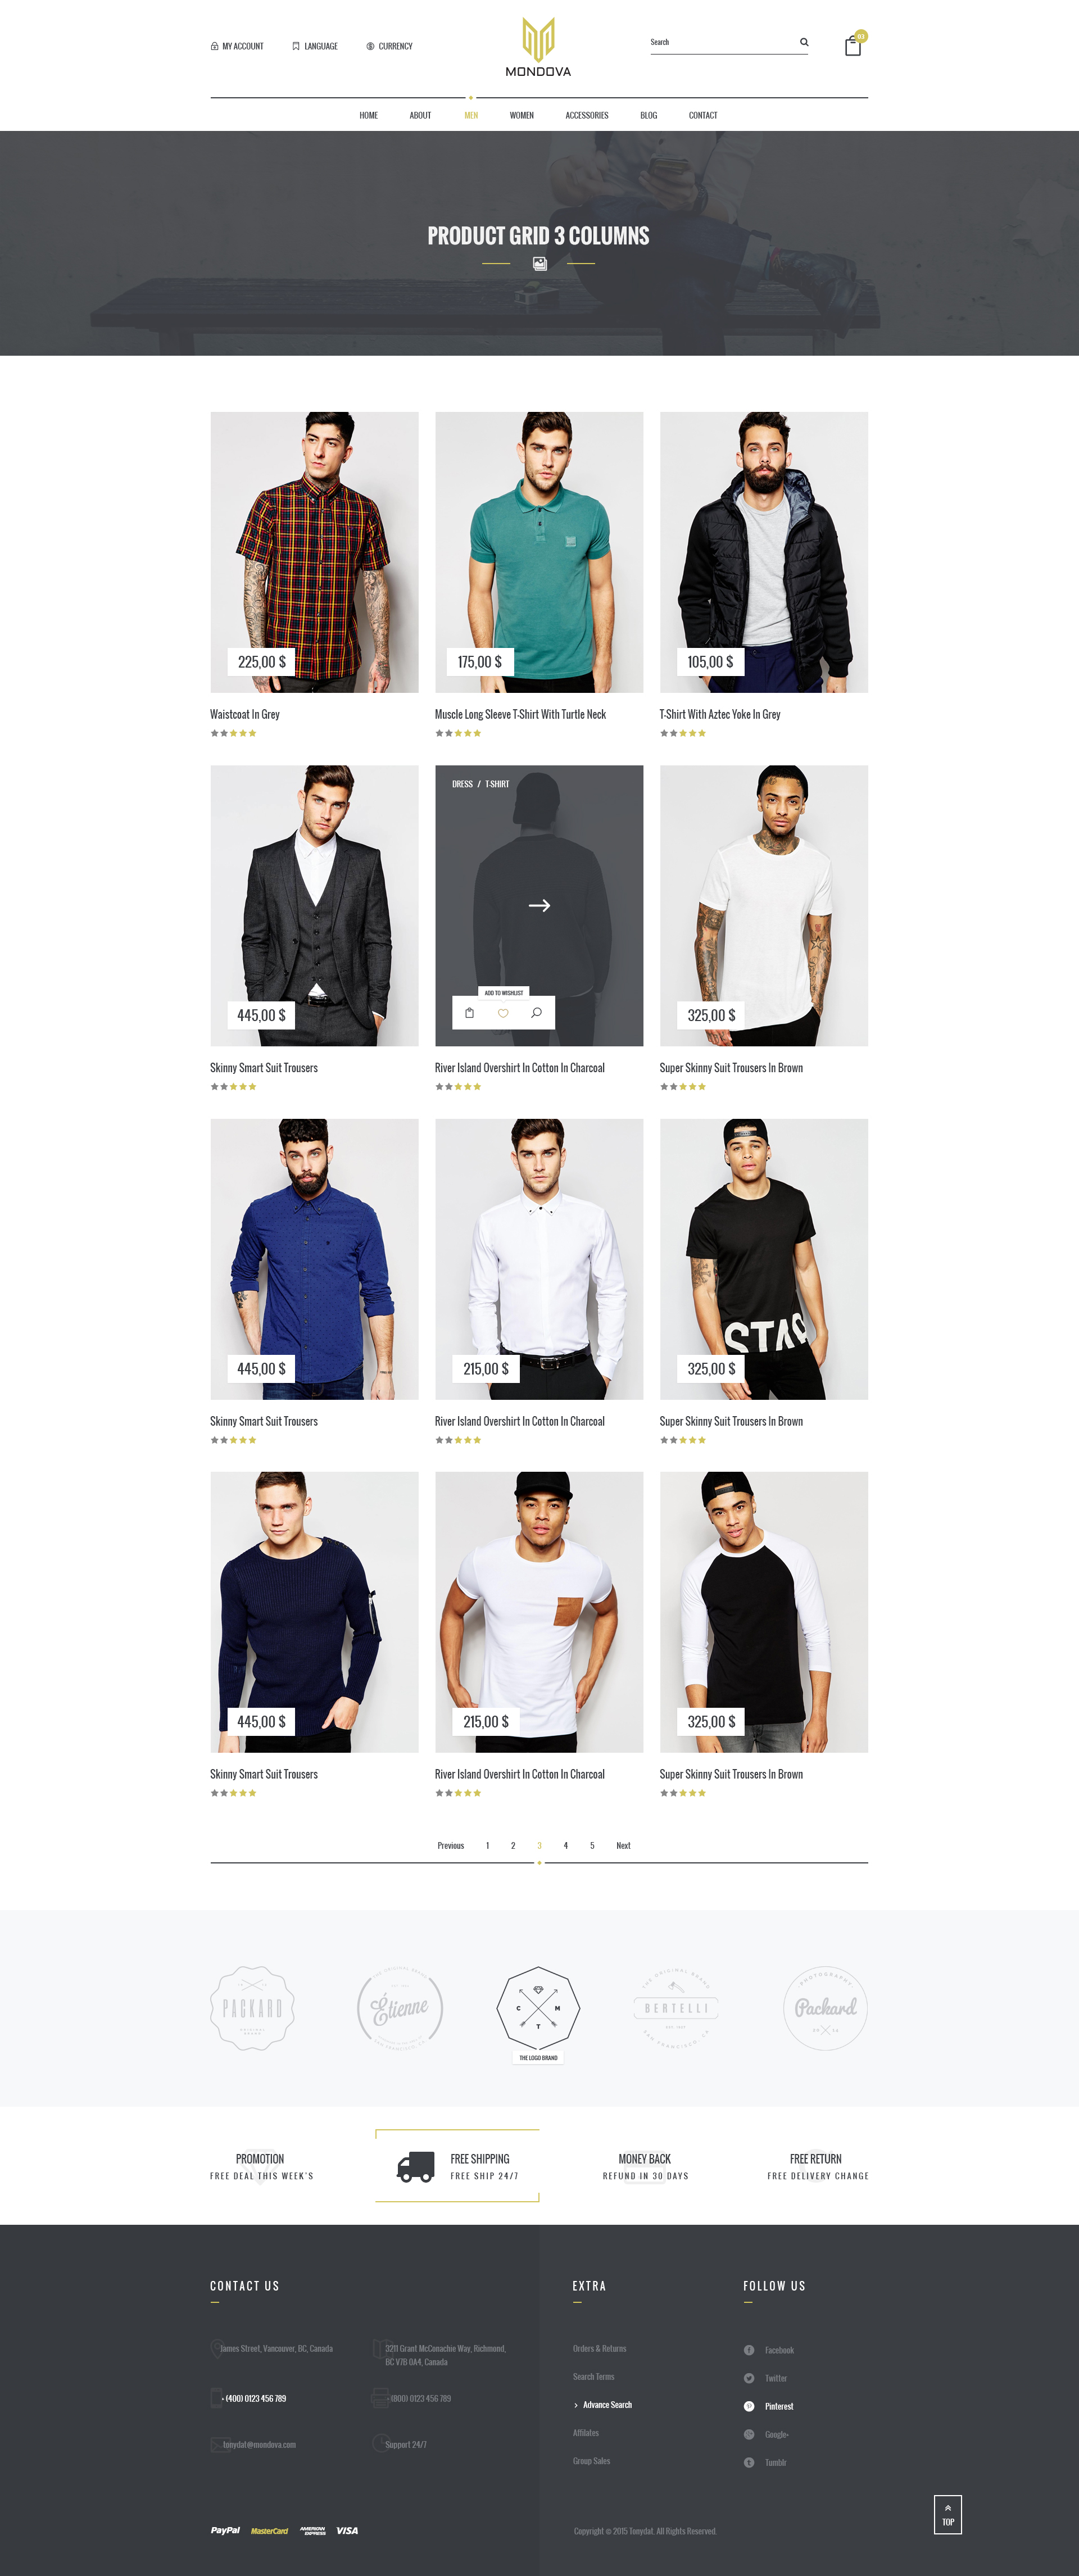 MY ACCOUNT LANGUAGE CURRENCY
MONDOVA
Search
03
HOME ABOUT MEN WOMEN ACCESSORIES BLOG CONTACT
PRODUCT GRID 3 COLUMNS
225,00 $ 175,00 $ 105,00 $
Waistcoat In Grey Muscle Long Sleeve T-Shirt With Turtle Neck T-Shirt With Aztec Yoke In Grey
DRESS / T-SHIRT
ADD TO WISHLIST
445,00 $ 325,00 $
Skinny Smart Suit Trousers River Island Overshirt In Cotton In Charcoal Super Skinny Suit Trousers In Brown
445,00 $ 215,00 $ 325,00 $
Skinny Smart Suit Trousers River Island Overshirt In Cotton In Charcoal Super Skinny Suit Trousers In Brown
445,00 $ 215,00 $ 325,00 $
Skinny Smart Suit Trousers River Island Overshirt In Cotton In Charcoal Super Skinny Suit Trousers In Brown
Previous 1 2 3 4 5 Next
PACKARD
ORIGINAL
BRAND
Étienne
C M
T
THE LOGO BRAND
THE ORIGINAL BRAND
BERTELLI
SAN FRANCISCO, CA
PHOTOGRAPHY
Packard
PROMOTION FREE SHIPPING MONEY BACK FREE RETURN
FREE DEAL THIS WEEK'S FREE SHIP 24/7 REFUND IN 30 DAYS FREE DELIVERY CHANGE
CONTACT US
James Street, Vancouver, BC, Canada
3211 Grant McConachie Way, Richmond,
BC V7B 0A4, Canada
(400) 0123 456 789
(800) 0123 456 789
tonydat@mondova.com
Support 24/7
PayPal MasterCard AMERICAN EXPRESS VISA
EXTRA
Orders & Returns
Search Terms
› Advance Search
Affilates
Group Sales
FOLLOW US
Facebook
Twitter
Pinterest
Google+
Tumblr
Copyright © 2015 Tonydat. All Rights Reserved.
TOP